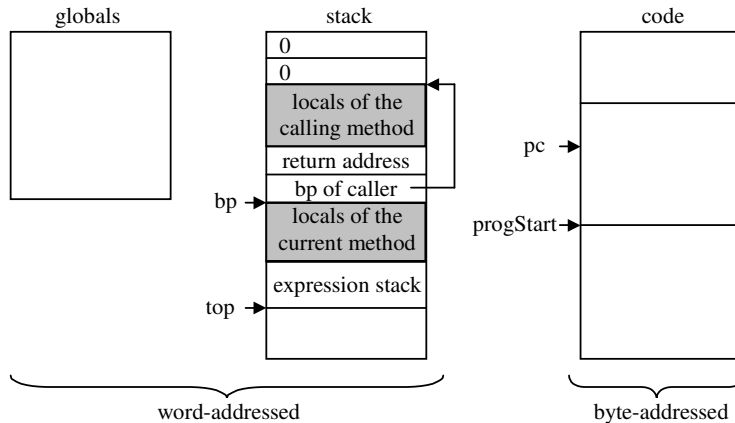 globals
stack
code
0
0
locals of the
calling method
return address
bp of caller
bp
locals of the
current method
expression stack
top
pc
progStart
word-addressed
byte-addressed